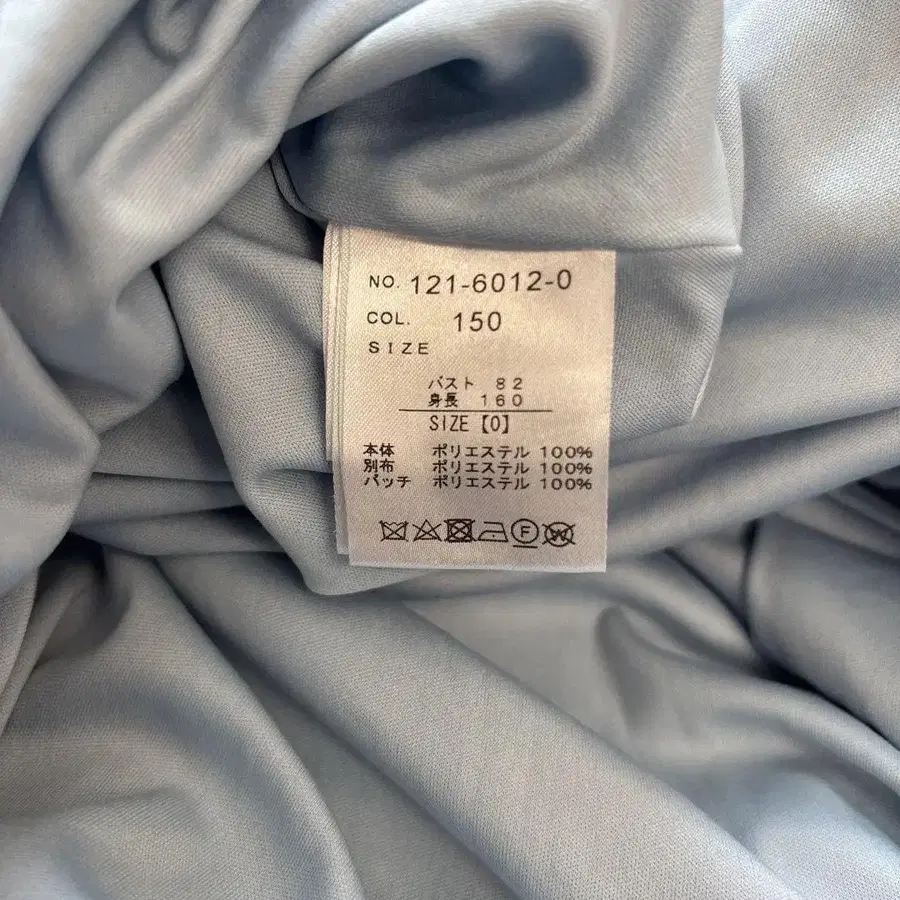 NO. 121-6012-0
COL. 150
SIZE
バスト 82
身長 160
SIZE【0】
本体 ポリエステル 100%
別布 ポリエステル 100%
パッチ ポリエステル 100%
F W